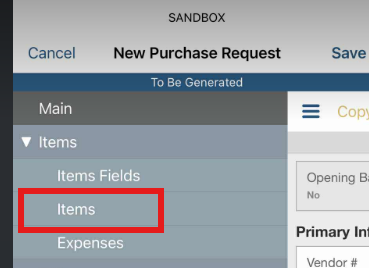 SANDBOX
Cancel New Purchase Request Save
To Be Generated
Main
Copy
▼ Items
Items Fields
Opening Ba
No
Items
Primary Inf
Expenses
Vendor #